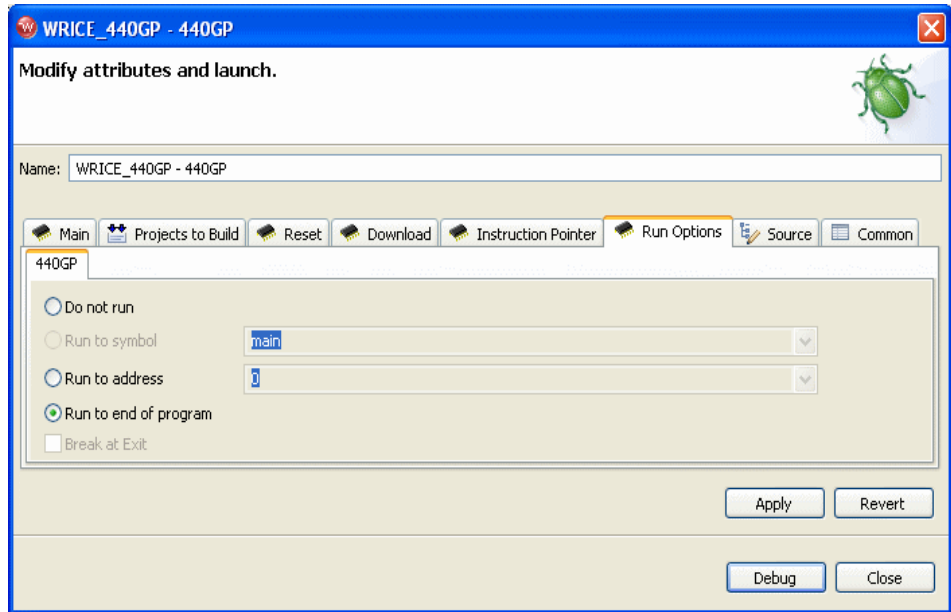 WRICE_440GP - 440GP
Modify attributes and launch.
Name: WRICE_440GP - 440GP
Main Projects to Build Reset Download Instruction Pointer Run Options Source Common
440GP
Do not run
Run to symbol main
Run to address 0
Run to end of program
Break at Exit
Apply Revert
Debug Close